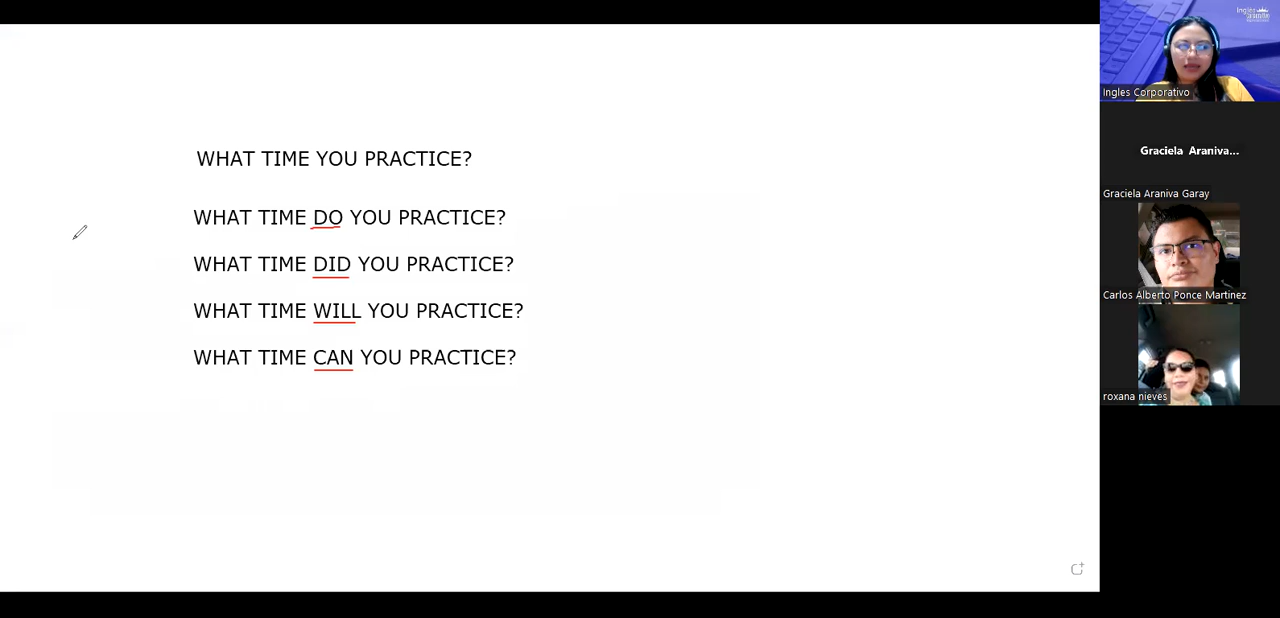 WHAT TIME YOU PRACTICE?
WHAT TIME DO YOU PRACTICE?
WHAT TIME DID YOU PRACTICE?
WHAT TIME WILL YOU PRACTICE?
WHAT TIME CAN YOU PRACTICE?
Ingles Corporativo
Graciela Araniva...
Graciela Araniva Garay
Carlos Alberto Ponce Martinez
roxana nieves